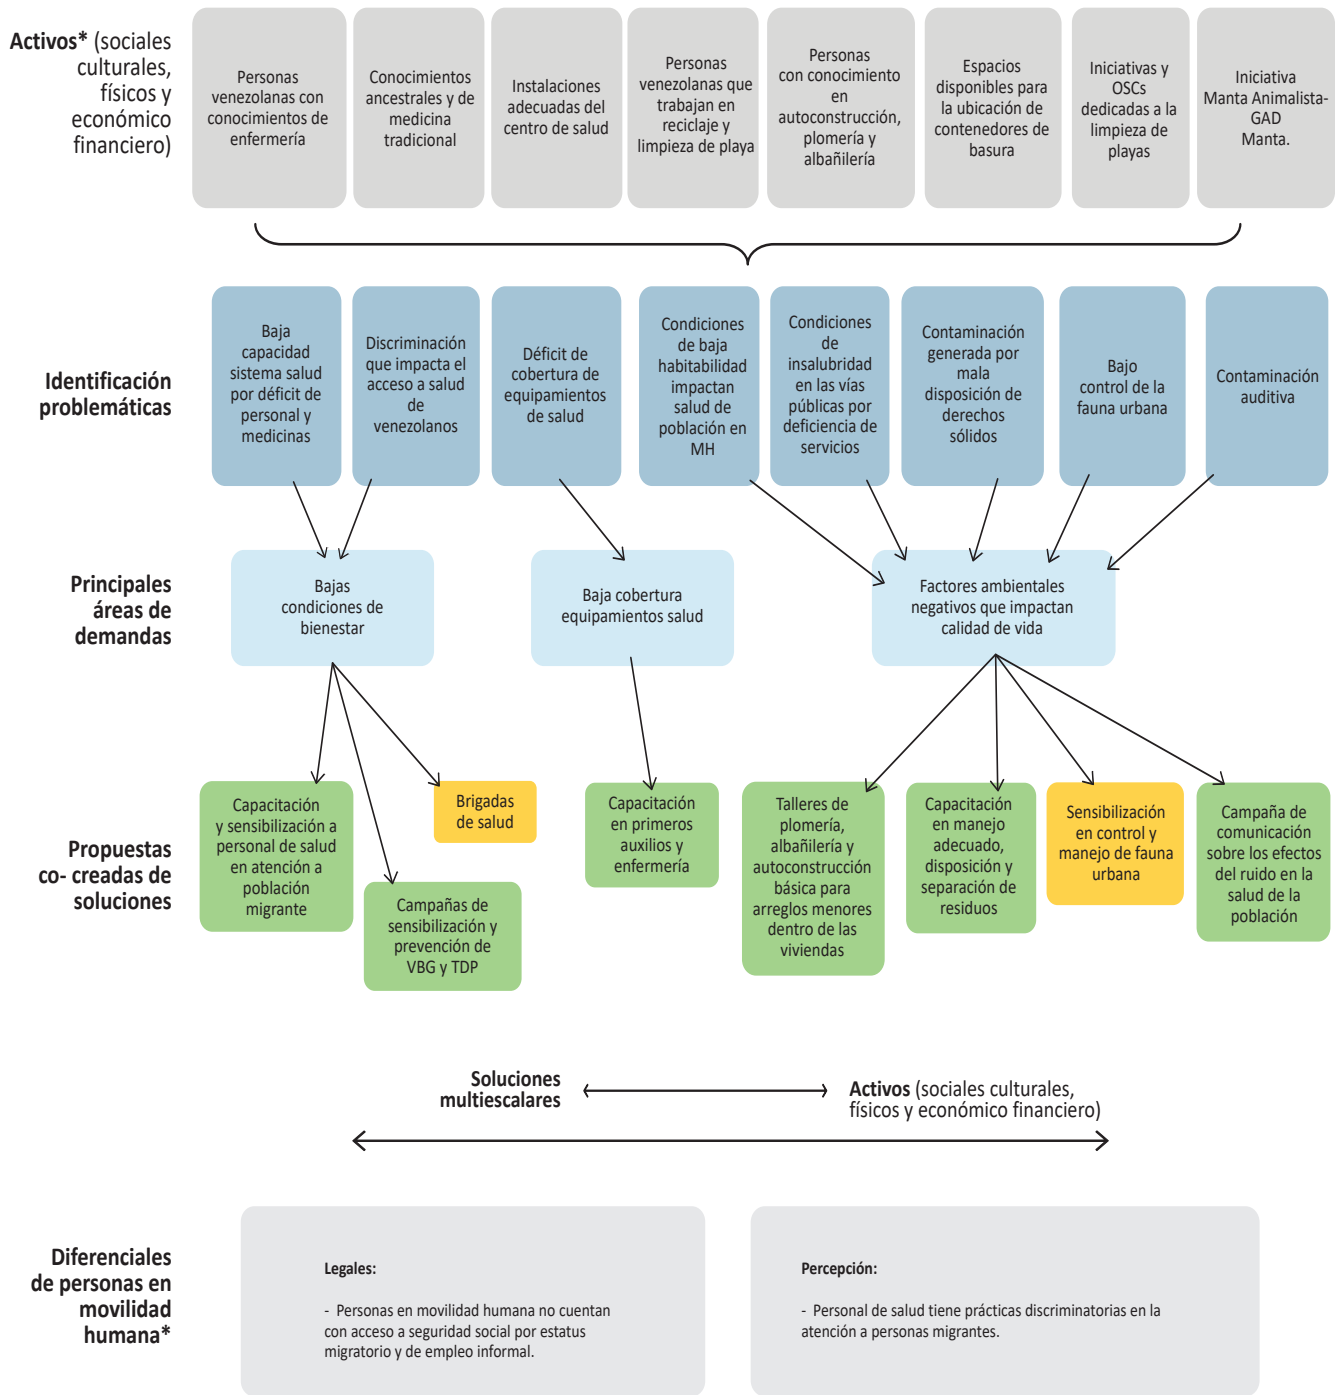 Activos* (sociales
culturales,
físicos y
económico
financiero)
Personas
venezolanas con
conocimientos de
enfermería
Conocimientos
ancestrales y de
medicina
tradicional
Instalaciones
adecuadas del
centro de salud
Personas
venezolanas que
trabajan en
reciclaje y
limpieza de playa
Personas
con conocimiento
en
autoconstrucción,
plomería y
albañilería
Espacios
disponibles para
la ubicación de
contenedores de
basura
Iniciativas y
OSCs
dedicadas a la
limpieza de
playas
Iniciativa
Manta Animalista-
GAD
Manta.
Identificación
problemáticas
Baja
capacidad
sistema salud
por déficit de
personal y
medicinas
Discriminación
que impacta el
acceso a salud
de
venezolanos
Déficit de
cobertura de
equipamientos
de salud
Condiciones
de baja
habitabilidad
impactan
salud de
población en
MH
Condiciones
de
insalubridad
en las vías
públicas por
deficiencia de
servicios
Contaminación
generada por
mala
disposición de
derechos
sólidos
Bajo
control de la
fauna urbana
Contaminación
auditiva
Principales
áreas de
demandas
Bajas
condiciones de
bienestar
Baja cobertura
equipamientos salud
Factores ambientales
negativos que impactan
calidad de vida
Propuestas
co- creadas de
soluciones
Capacitación
y sensibilización a
personal de salud
en atención a
población
migrante
Campañas de
sensibilización y
prevención de
VBG y TDP
Brigadas
de salud
Capacitación
en primeros
auxilios y
enfermería
Talleres de
plomería,
albañilería y
autoconstrucción
básica para
arreglos menores
dentro de las
viviendas
Capacitación
en manejo
adecuado,
disposición y
separación de
residuos
Sensibilización
en control y
manejo de fauna
urbana
Campaña de
comunicación
sobre los efectos
del ruido en la
salud de la
población
Soluciones
multiescalares
Activos (sociales culturales,
físicos y económico financiero)
Diferenciales
de personas en
movilidad
humana*
Legales:
- Personas en movilidad humana no cuentan
con acceso a seguridad social por estatus
migratorio y de empleo informal.
Percepción:
- Personal de salud tiene prácticas discriminatorias en la
atención a personas migrantes.